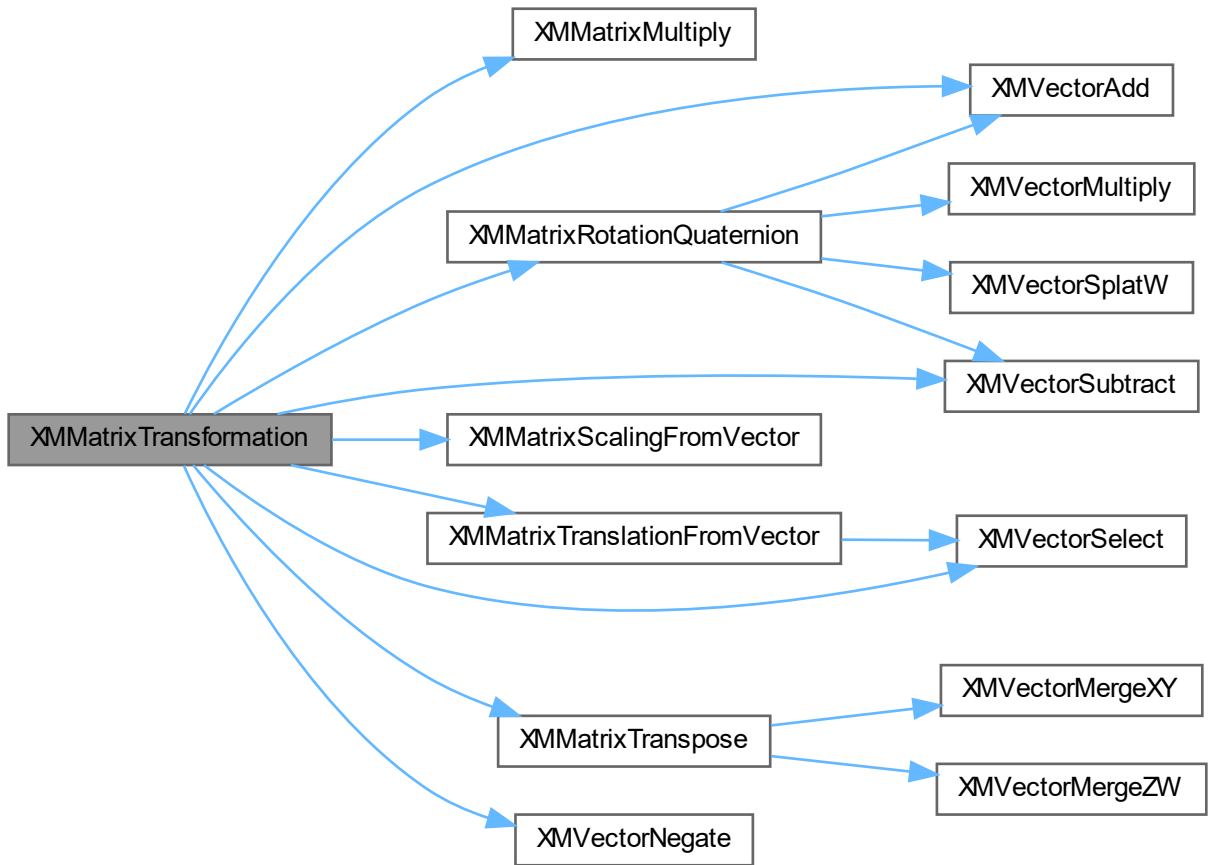 XMMatrixMultiply
XMVectorAdd
XMVectorMultiply
XMMatrixRotationQuaternion
XMVectorSplatW
XMVectorSubtract
XMMatrixTransformation
XMMatrixScalingFromVector
XMMatrixTranslationFromVector
XMVectorSelect
XMVectorMergeXY
XMMatrixTranspose
XMVectorMergeZW
XMVectorNegate